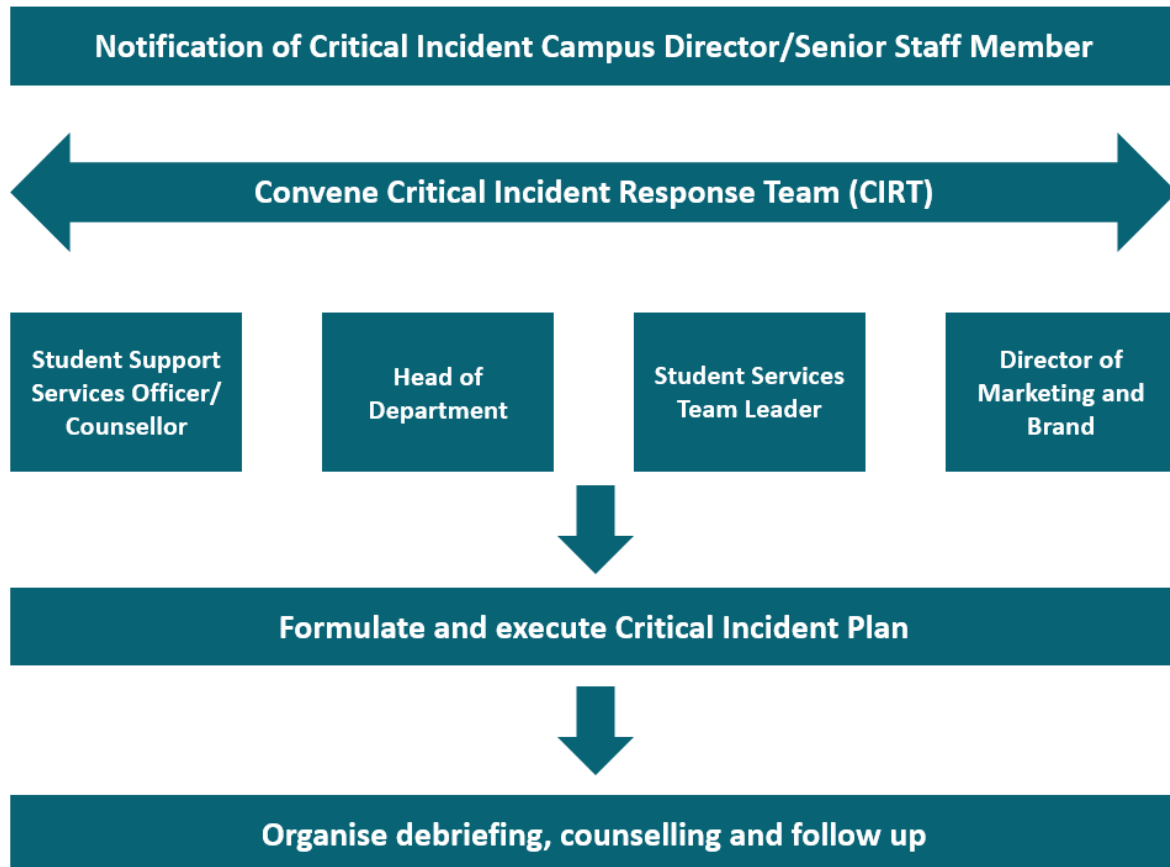 Notification of Critical Incident Campus Director/Senior Staff Member
Convene Critical Incident Response Team (CIRT)
Student Support
Services Officer/
Counsellor
Head of
Department
Student Services
Team Leader
Director of
Marketing and
Brand
Formulate and execute Critical Incident Plan
Organise debriefing, counselling and follow up